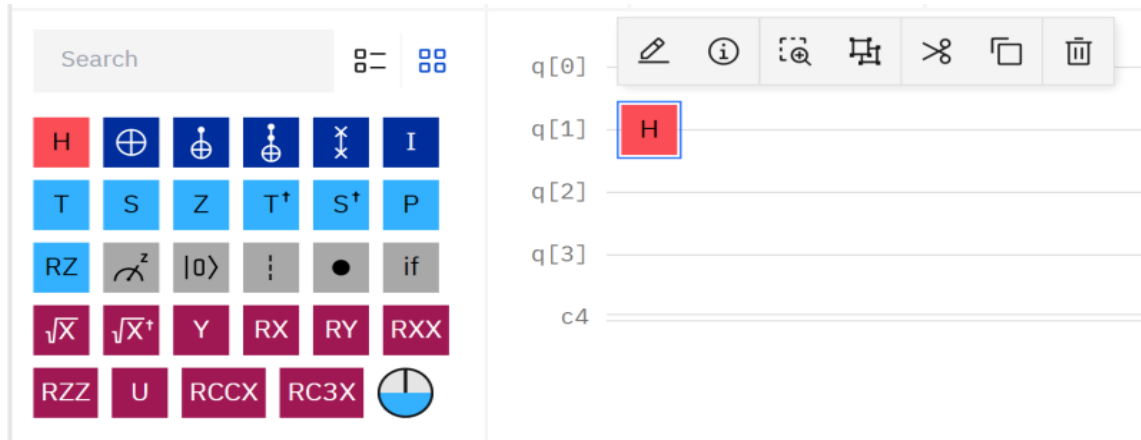 Search
H I
T S Z T† S† P
RZ z |0⟩ if
√X √X† Y RX RY RXX
RZZ U RCCX RC3X
q[0]
q[1] H
q[2]
q[3]
c4